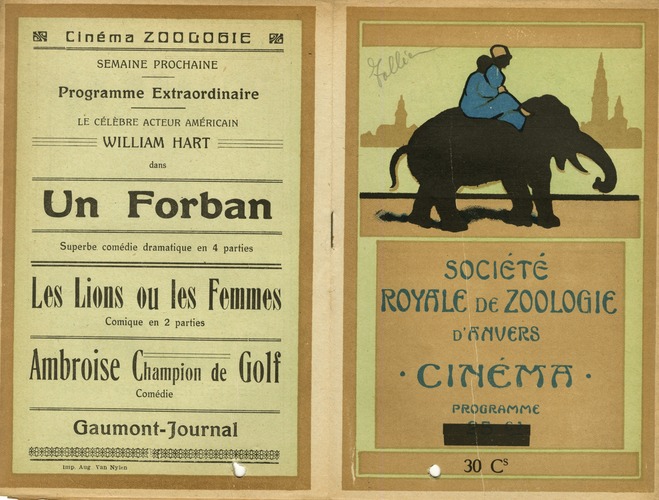 Cinéma ZOOLOGIE
SEMAINE PROCHAINE
Programme Extraordinaire
LE CÉLÈBRE ACTEUR AMÉRICAIN
WILLIAM HART
dans
Un Forban
Superbe comédie dramatique en 4 parties
Les Lions ou les Femmes
Comique en 2 parties
Ambroise Champion de Golf
Comédie
Gaumont-Journal
Imp. Aug. Van Nylen
SOCIÉTÉ
ROYALE DE ZOOLOGIE
D'ANVERS
· CINÉMA ·
PROGRAMME
30 Cs